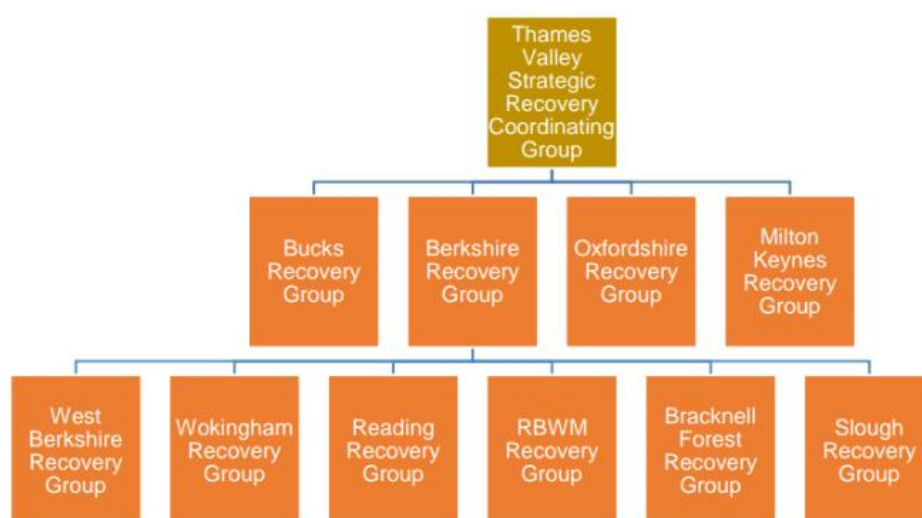 Thames
Valley
Strategic
Recovery
Coordinating
Group
Bucks
Recovery
Group
Berkshire
Recovery
Group
Oxfordshire
Recovery
Group
Milton
Keynes
Recovery
Group
West
Berkshire
Recovery
Group
Wokingham
Recovery
Group
Reading
Recovery
Group
RBWM
Recovery
Group
Bracknell
Forest
Recovery
Group
Slough
Recovery
Group